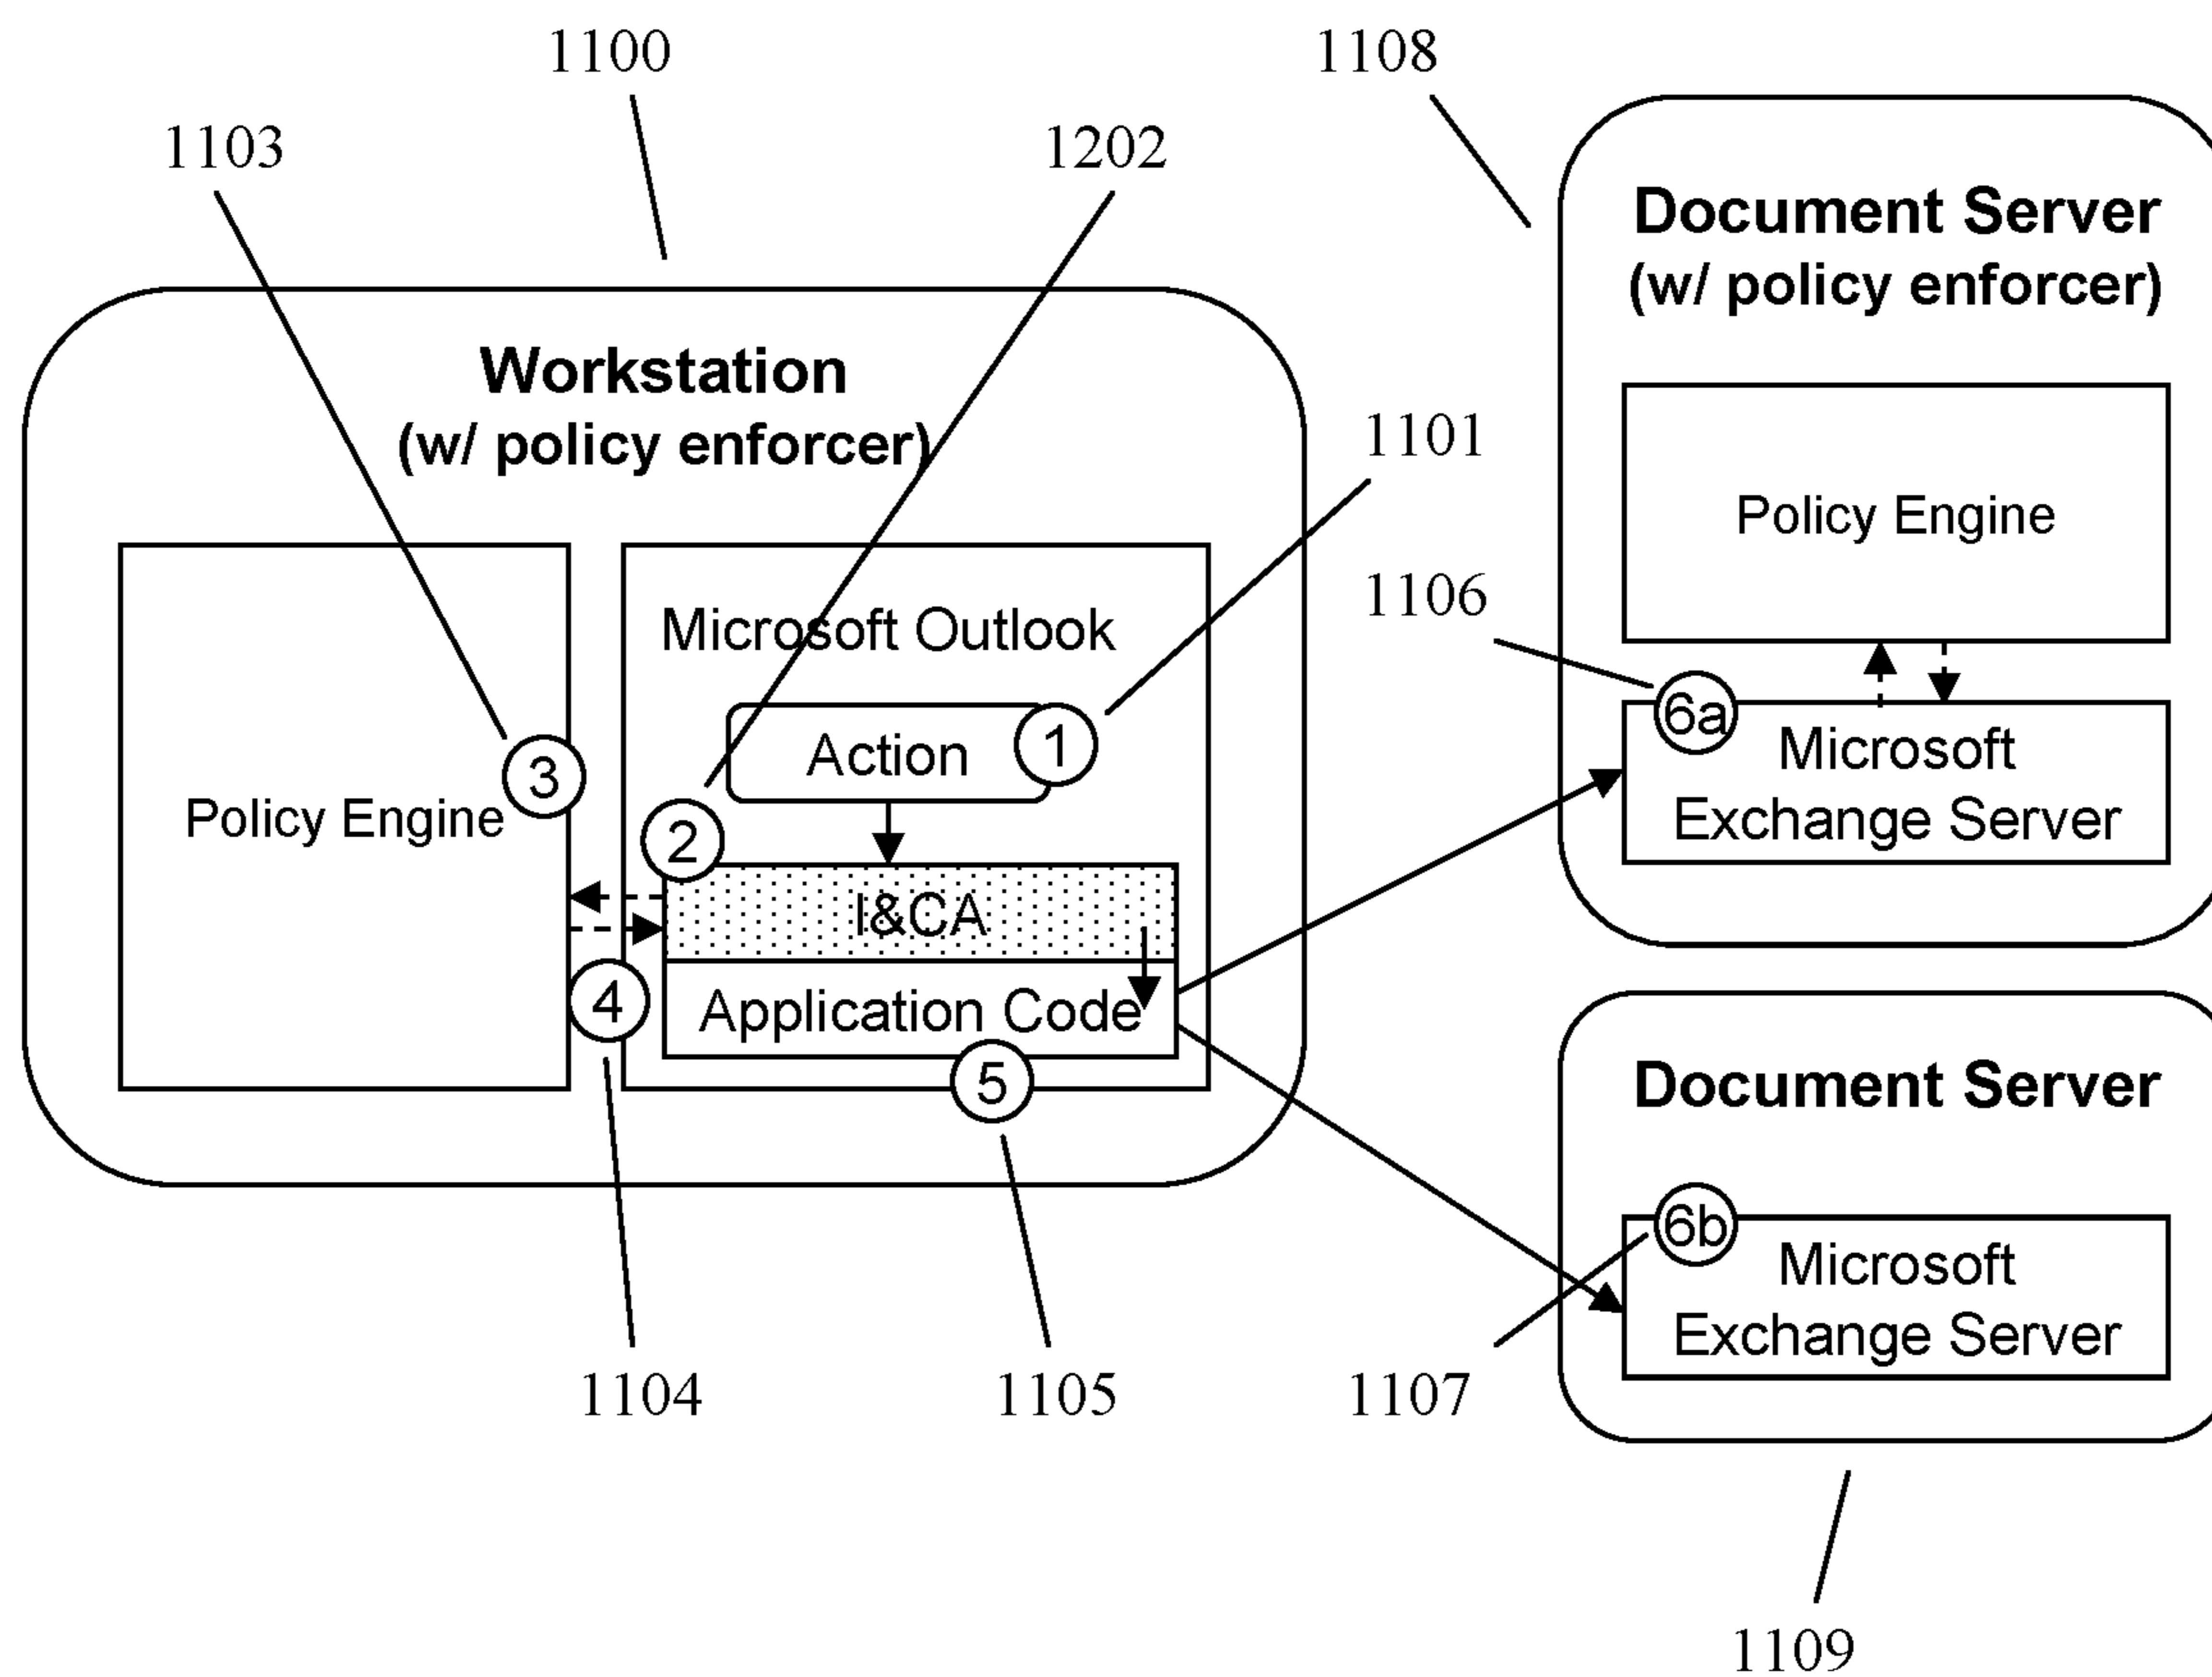 1100
1108
1103
1202
Document Server
(w/ policy enforcer)
Workstation
(w/ policy enforcer)
1101
Policy Engine
1106
Microsoft Outlook
6a
Action
1
Microsoft
Exchange Server
3
Policy Engine
2
I&CA
4
Application Code
5
Document Server
6b
Microsoft
Exchange Server
1104
1105
1107
1109